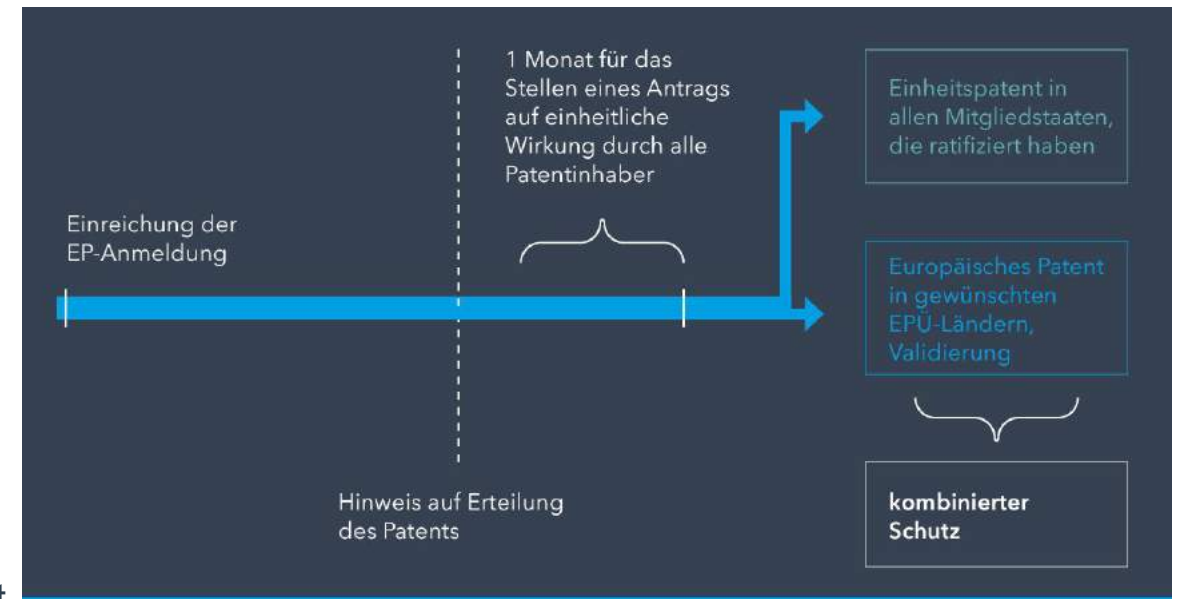 1 Monat für das
Stellen eines Antrags
auf einheitliche
Wirkung durch alle
Patentinhaber
Einheitspatent in
allen Mitgliedstaaten,
die ratifiziert haben
Einreichung der
EP-Anmeldung
Europäisches Patent
in gewünschten
EPÜ-Ländern,
Validierung
Hinweis auf Erteilung
des Patents
kombinierter
Schutz